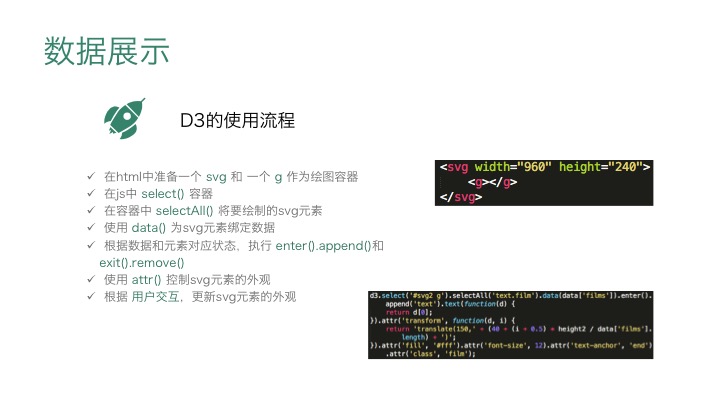 数据展示
D3的使用流程
✓ 在html中准备一个 svg 和 一个 g 作为绘图容器
✓ 在js中 select() 容器
✓ 在容器中 selectAll() 将要绘制的svg元素
✓ 使用 data() 为svg元素绑定数据
✓ 根据数据和元素对应状态，执行 enter().append()和
exit().remove()
✓ 使用 attr() 控制svg元素的外观
✓ 根据 用户交互，更新svg元素的外观
<svg width="960" height="240">
<g></g>
</svg>
d3.select('#svg2 g').selectAll('text.film').data(data['films']).enter().
append('text').text(function(d) {
return d[0];
}).attr('transform', function(d, i) {
return 'translate(150,' + (40 + (i + 0.5) * height2 / data['films'].
length) + ')';
}).attr('fill', '#fff').attr('font-size', 12).attr('text-anchor', 'end')
.attr('class', 'film');